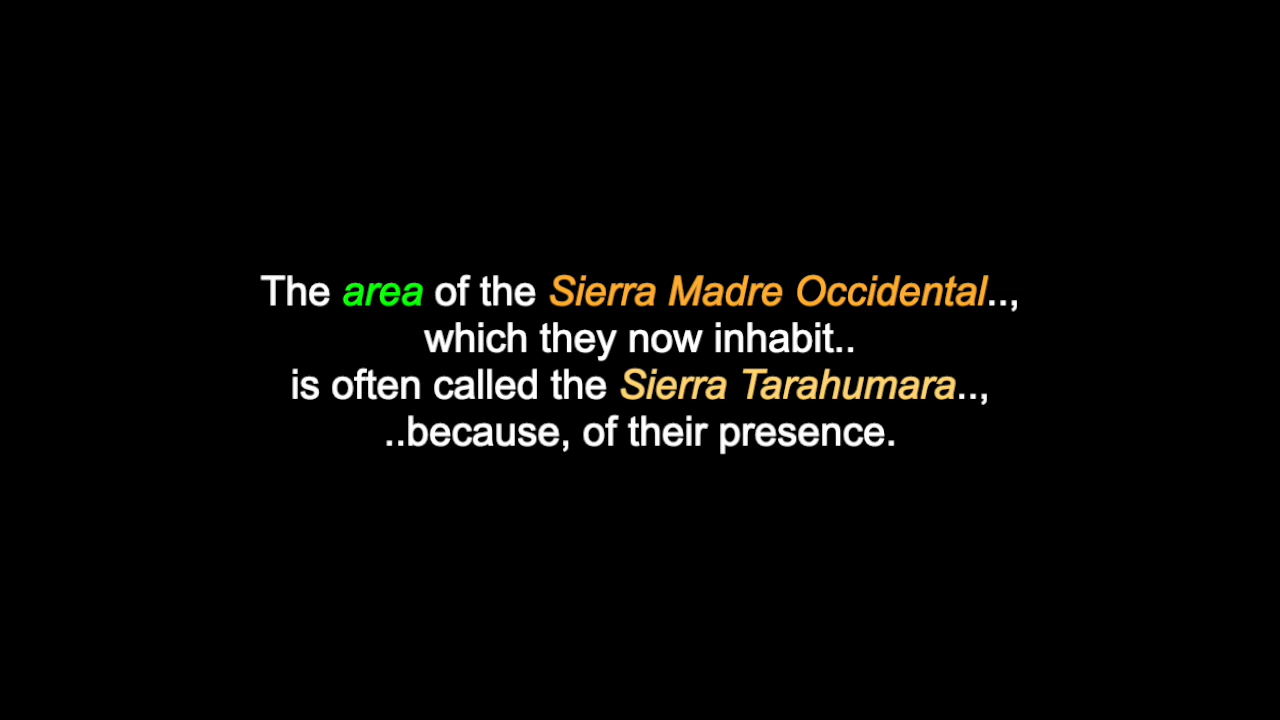 The area of the Sierra Madre Occidental..,
which they now inhabit..
is often called the Sierra Tarahumara..,
..because, of their presence.